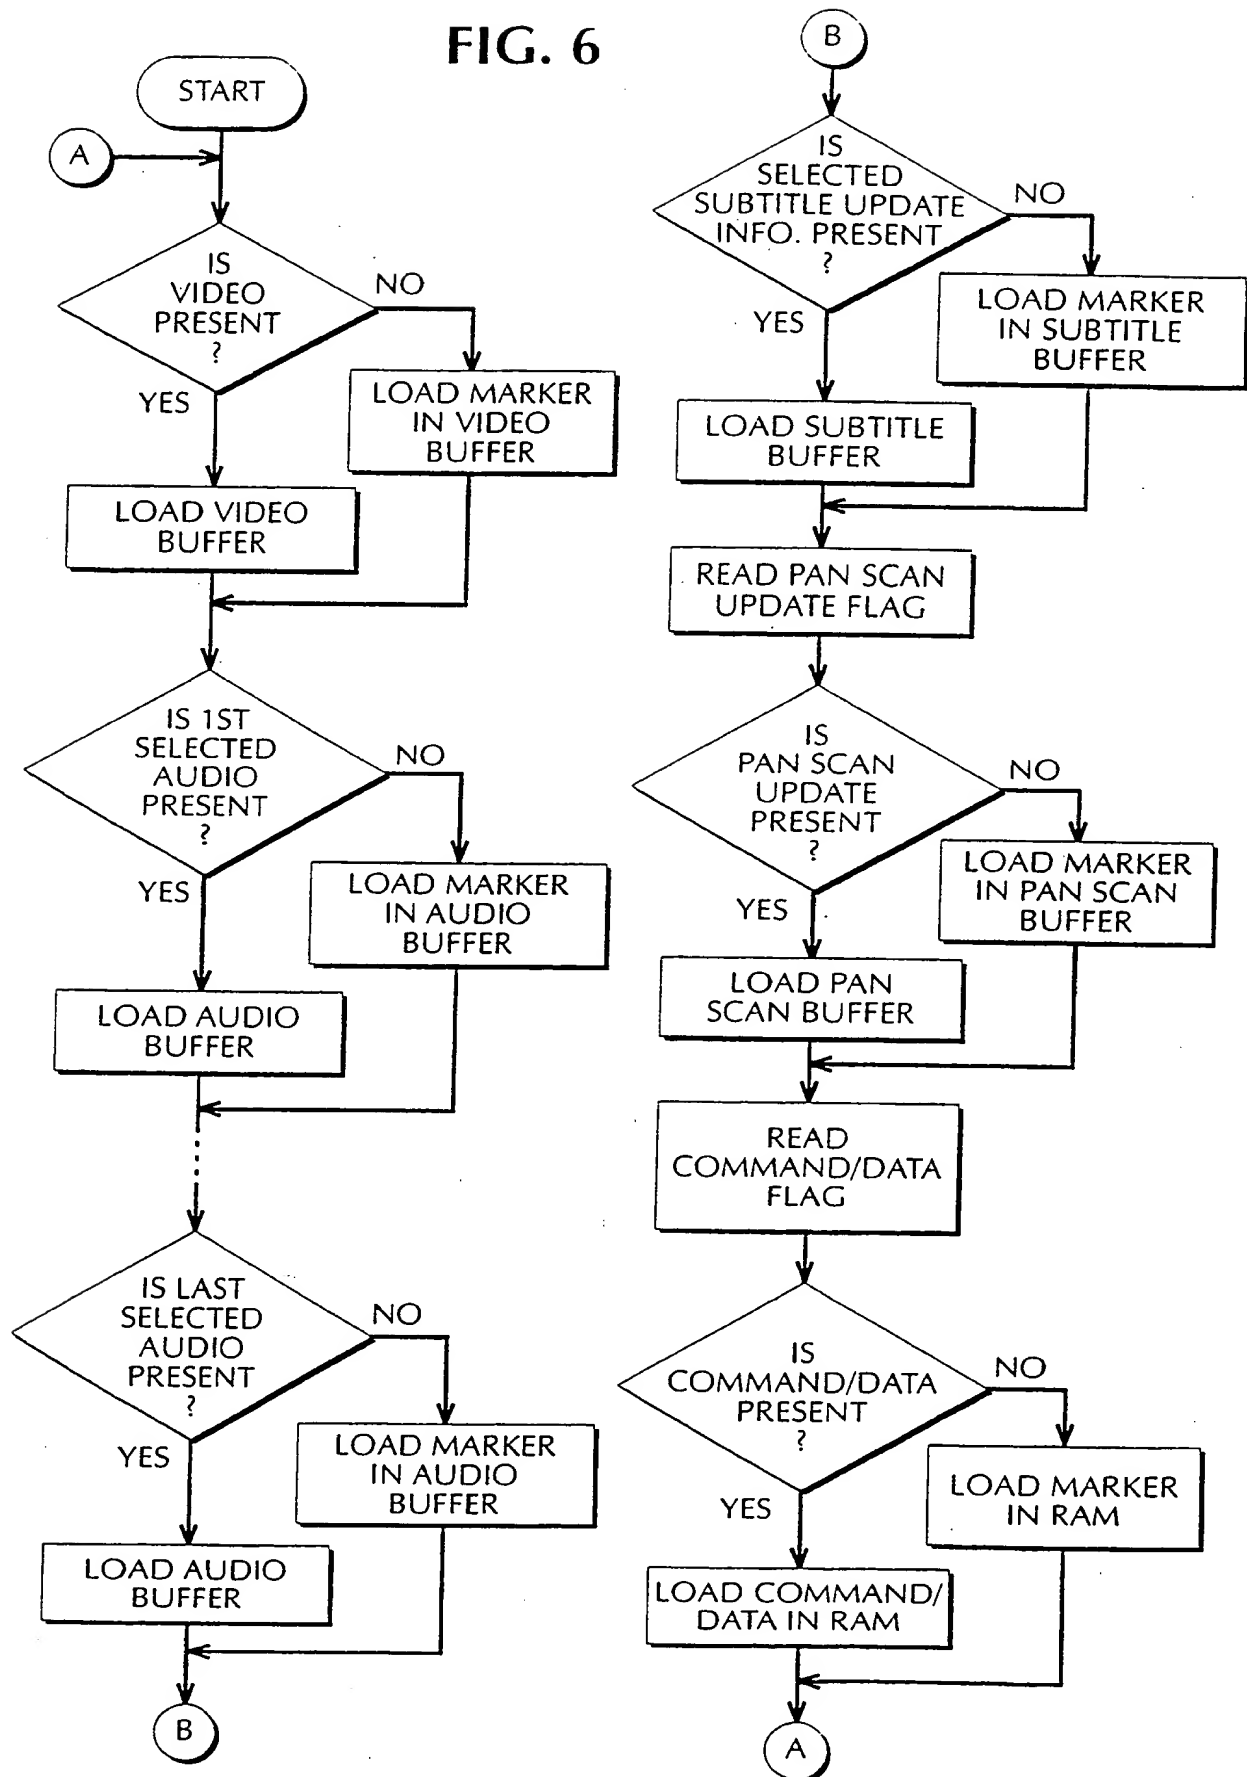 FIG. 6
START
A
IS
VIDEO
PRESENT
?
NO
YES
LOAD MARKER
IN VIDEO
BUFFER
LOAD VIDEO
BUFFER
IS 1ST
SELECTED
AUDIO
PRESENT
?
NO
YES
LOAD MARKER
IN AUDIO
BUFFER
LOAD AUDIO
BUFFER
IS LAST
SELECTED
AUDIO
PRESENT
?
NO
YES
LOAD MARKER
IN AUDIO
BUFFER
LOAD AUDIO
BUFFER
B
B
IS
SELECTED
SUBTITLE UPDATE
INFO. PRESENT
?
NO
YES
LOAD MARKER
IN SUBTITLE
BUFFER
LOAD SUBTITLE
BUFFER
READ PAN SCAN
UPDATE FLAG
IS
PAN SCAN
UPDATE
PRESENT
?
NO
YES
LOAD MARKER
IN PAN SCAN
BUFFER
LOAD PAN
SCAN BUFFER
READ
COMMAND/DATA
FLAG
IS
COMMAND/DATA
PRESENT
?
NO
YES
LOAD MARKER
IN RAM
LOAD COMMAND/
DATA IN RAM
A